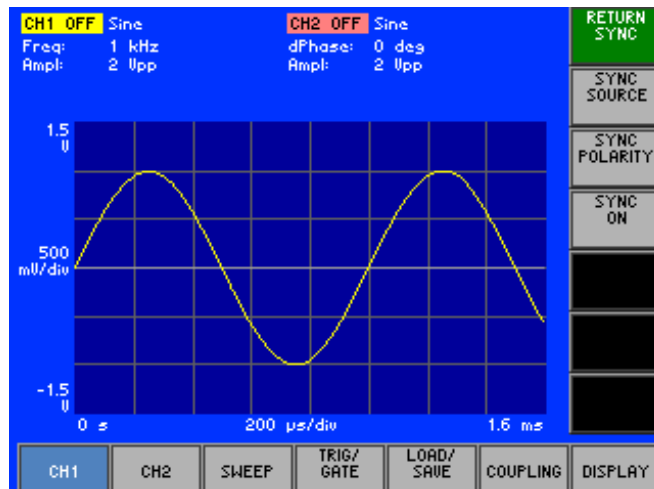 CH1 OFF Sine
Freq: 1 kHz
Ampl: 2 Vpp
CH2 OFF Sine
dPhase: 0 deg
Ampl: 2 Vpp
1.5
V
500
mV/div
-1.5
V
0 s
200 µs/div
1.6 ms
RETURN
SYNC
SYNC
SOURCE
SYNC
POLARITY
SYNC
ON
CH1
CH2
SWEEP
TRIG/
GATE
LOAD/
SAVE
COUPLING
DISPLAY